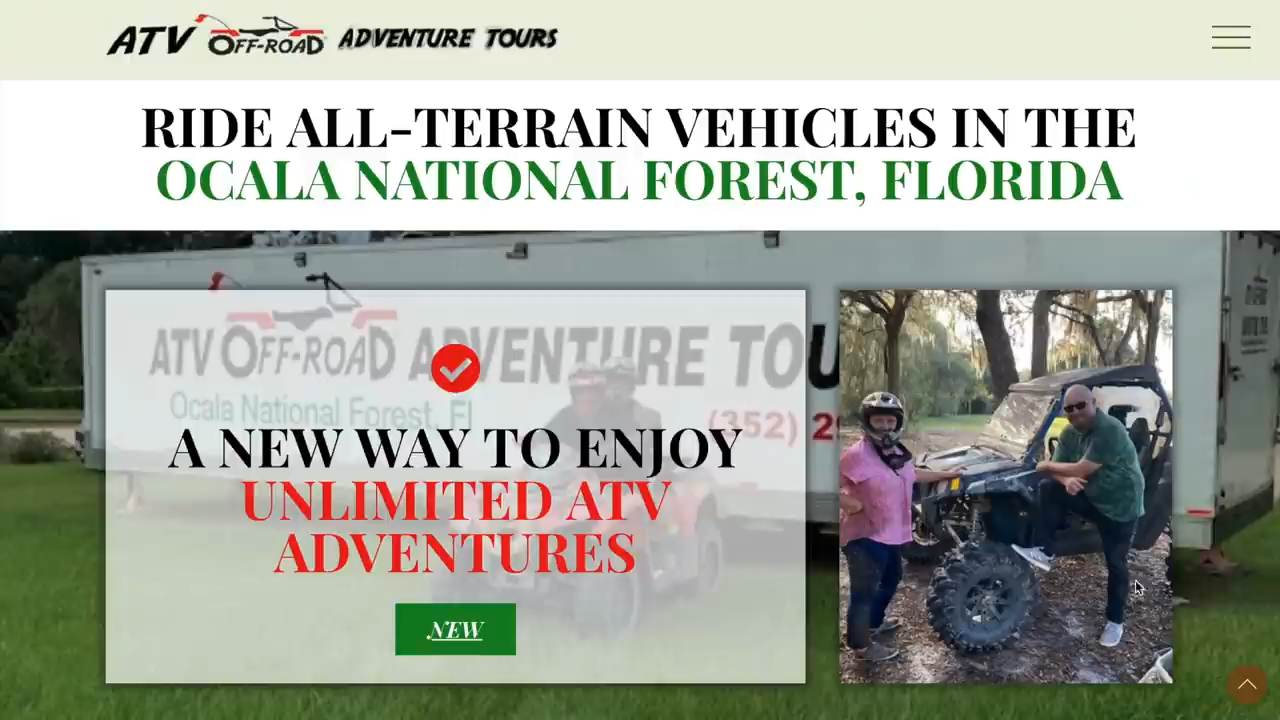 ATV OFF-ROAD ADVENTURE TOURS
RIDE ALL-TERRAIN VEHICLES IN THE
OCALA NATIONAL FOREST, FLORIDA
ATV OFF-ROAD ADVENTURE TOU
Ocala National Forest, Fl
(352) 2
A NEW WAY TO ENJOY
UNLIMITED ATV
ADVENTURES
NEW